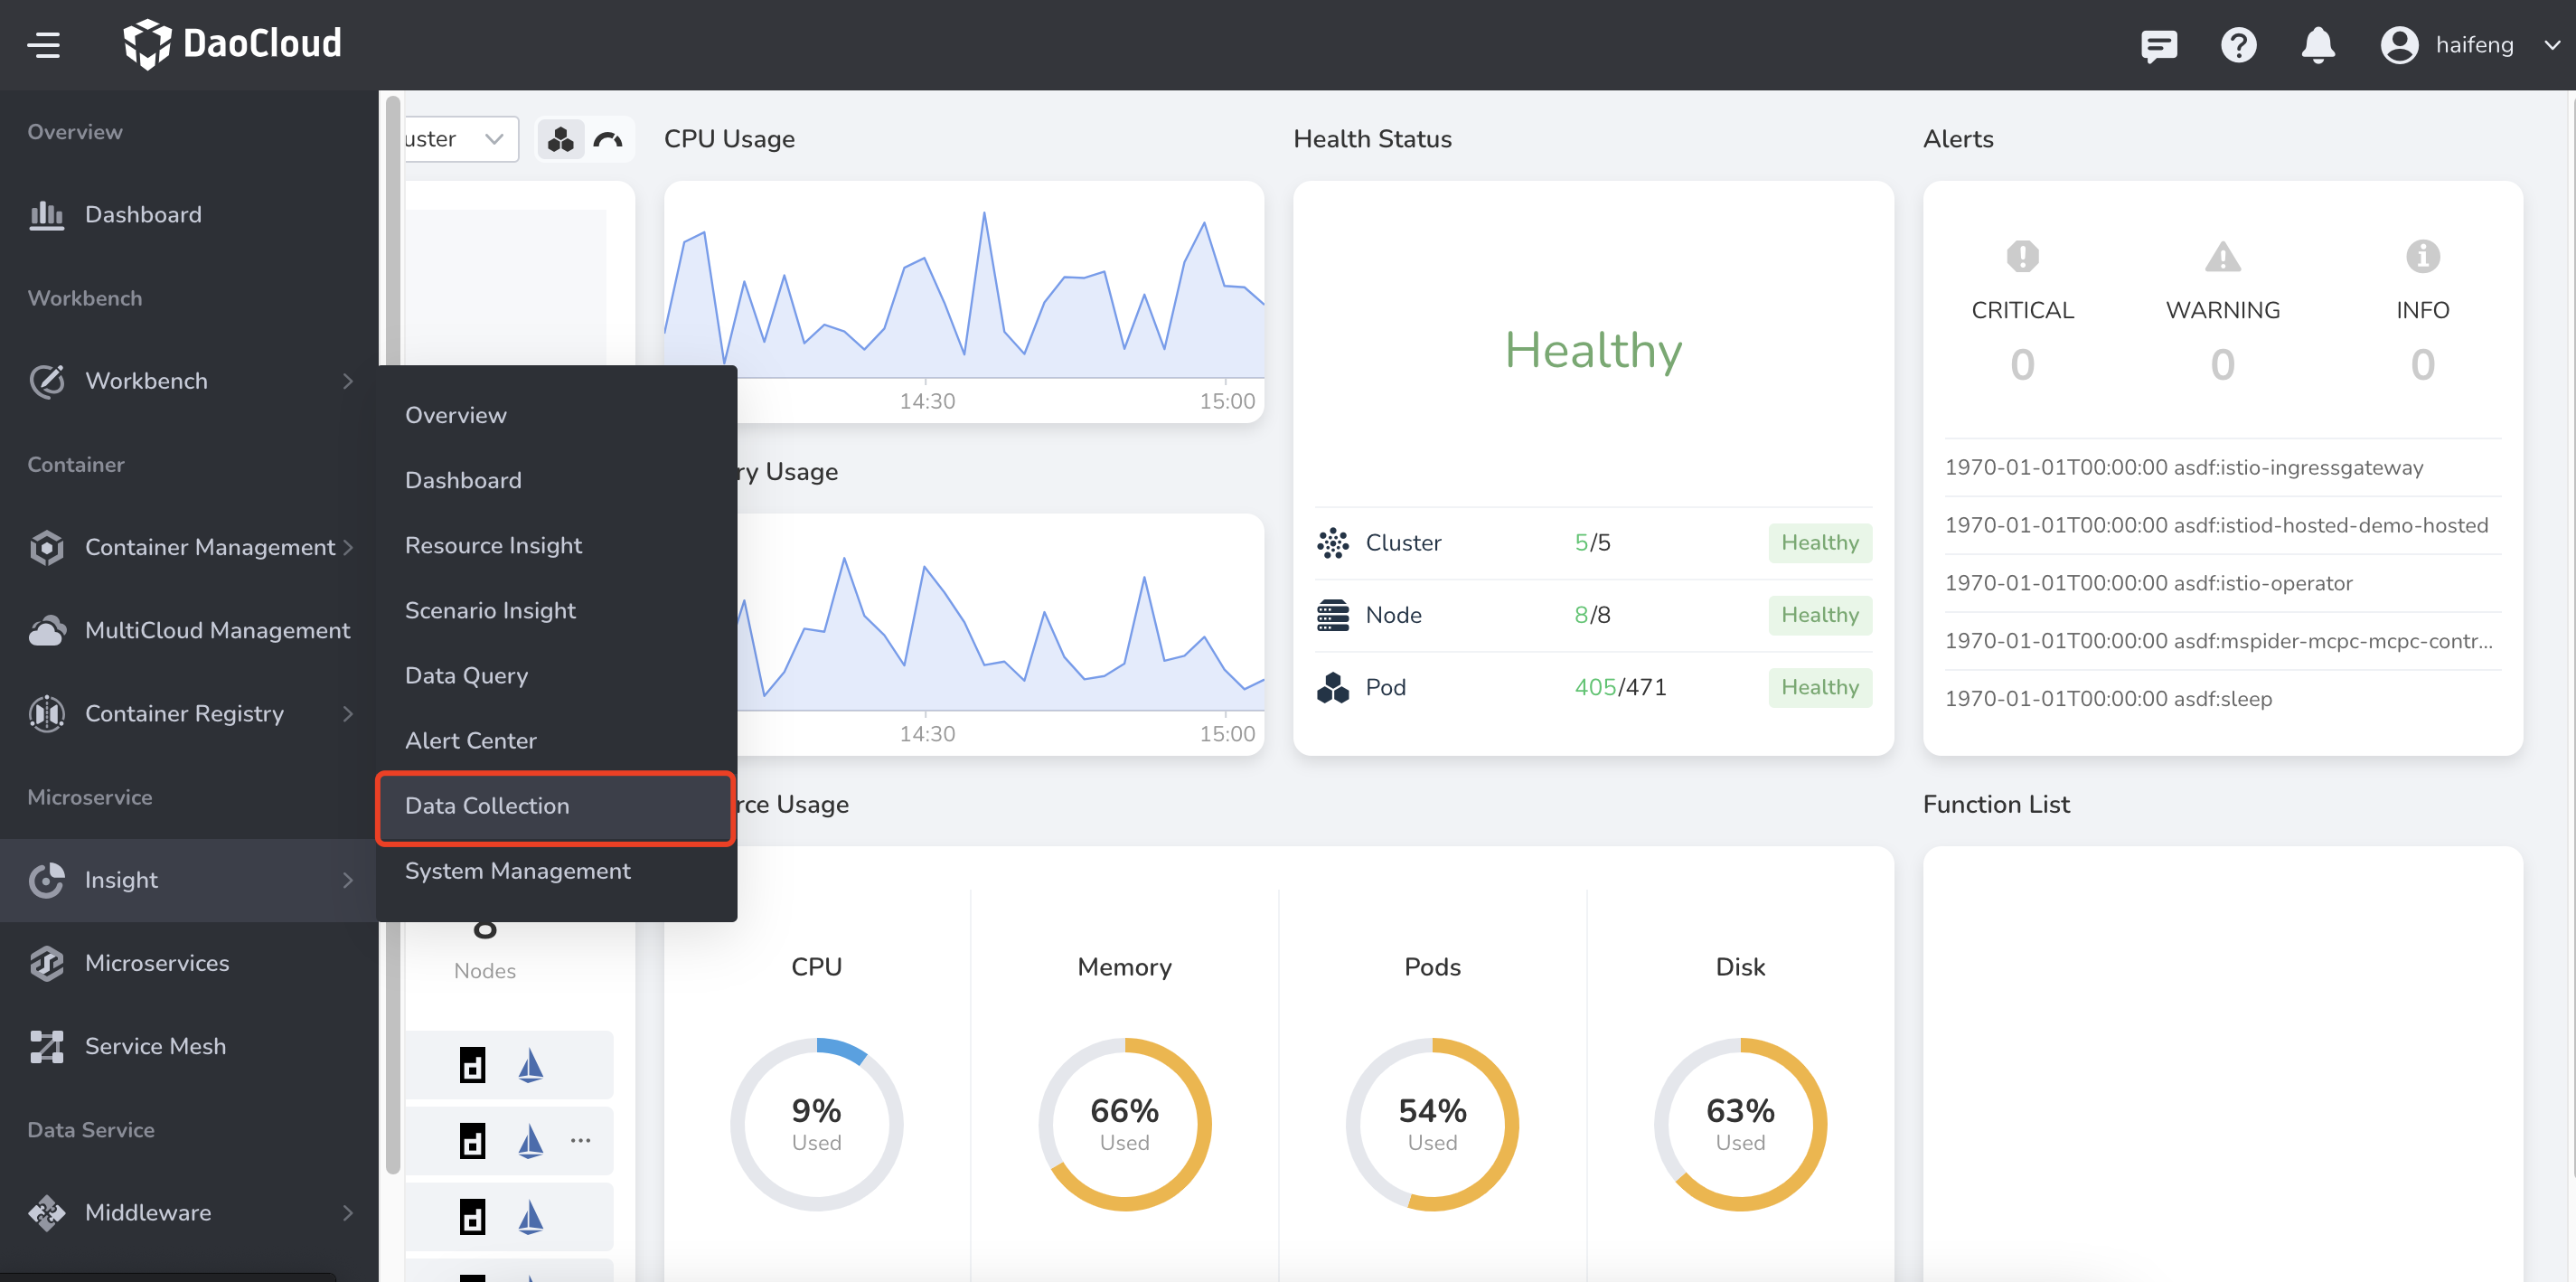 DaoCloud
haifeng
Overview
Dashboard
Workbench
Workbench
Container
Container Management
MultiCloud Management
Container Registry
Microservice
Insight
Microservices
Service Mesh
Data Service
Middleware
Overview
Dashboard
Resource Insight
Scenario Insight
Data Query
Alert Center
Data Collection
System Management
uster
Nodes
CPU Usage
14:30 15:00
ry Usage
14:30 15:00
Health Status
Healthy
Cluster 5/5 Healthy
Node 8/8 Healthy
Pod 405/471 Healthy
Alerts
CRITICAL WARNING INFO
0 0 0
1970-01-01T00:00:00 asdf:istio-ingressgateway
1970-01-01T00:00:00 asdf:istiod-hosted-demo-hosted
1970-01-01T00:00:00 asdf:istio-operator
1970-01-01T00:00:00 asdf:mspider-mcpc-mcpc-contr...
1970-01-01T00:00:00 asdf:sleep
rce Usage
CPU Memory Pods Disk
9% 66% 54% 63%
Used Used Used Used
Function List